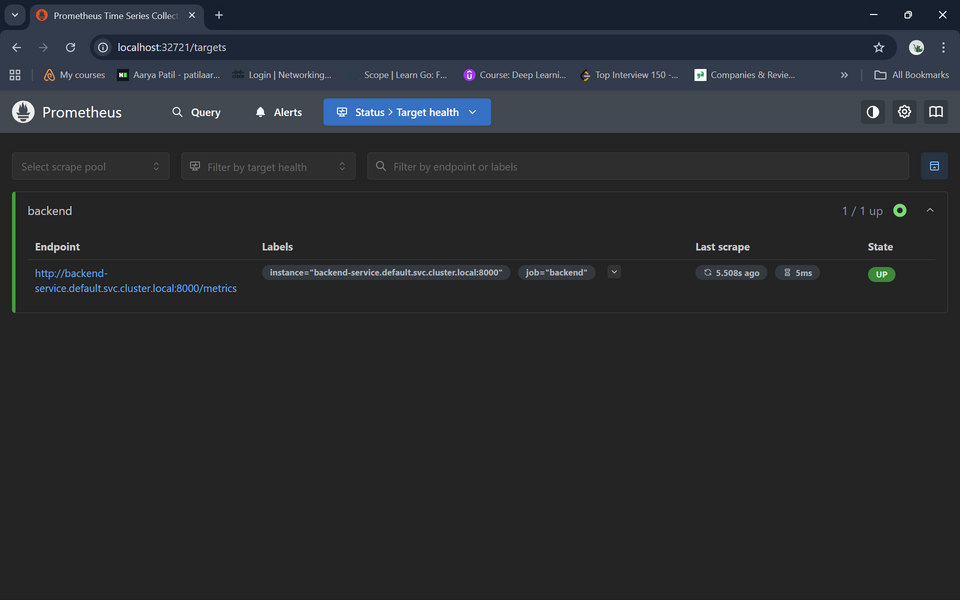 Prometheus Time Series Collect
localhost:32721/targets
My courses
Aarya Patil - patilaar...
Login | Networking...
Scope | Learn Go: F...
Course: Deep Learni...
Top Interview 150 -...
Companies & Revie...
All Bookmarks
Prometheus
Query
Alerts
Status > Target health
Select scrape pool
Filter by target health
Filter by endpoint or labels
backend
1 / 1 up
Endpoint
Labels
Last scrape
State
http://backend-
service.default.svc.cluster.local:8000/metrics
instance="backend-service.default.svc.cluster.local:8000"
job="backend"
5.508s ago
5ms
UP